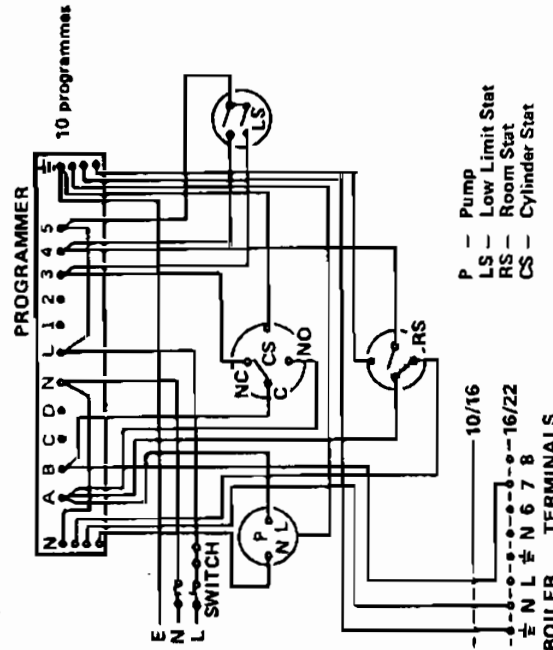 PROGRAMMER
10 programmes
N A B C D N L 1 2 3 4 5
LS
NC
CS
C
NO
RS
P
N L
E
N
L
SWITCH
P — Pump
LS — Low Limit Stat
RS — Room Stat
CS — Cylinder Stat
10/16
16/22
N L N 6 7 8
BOILER TERMINALS